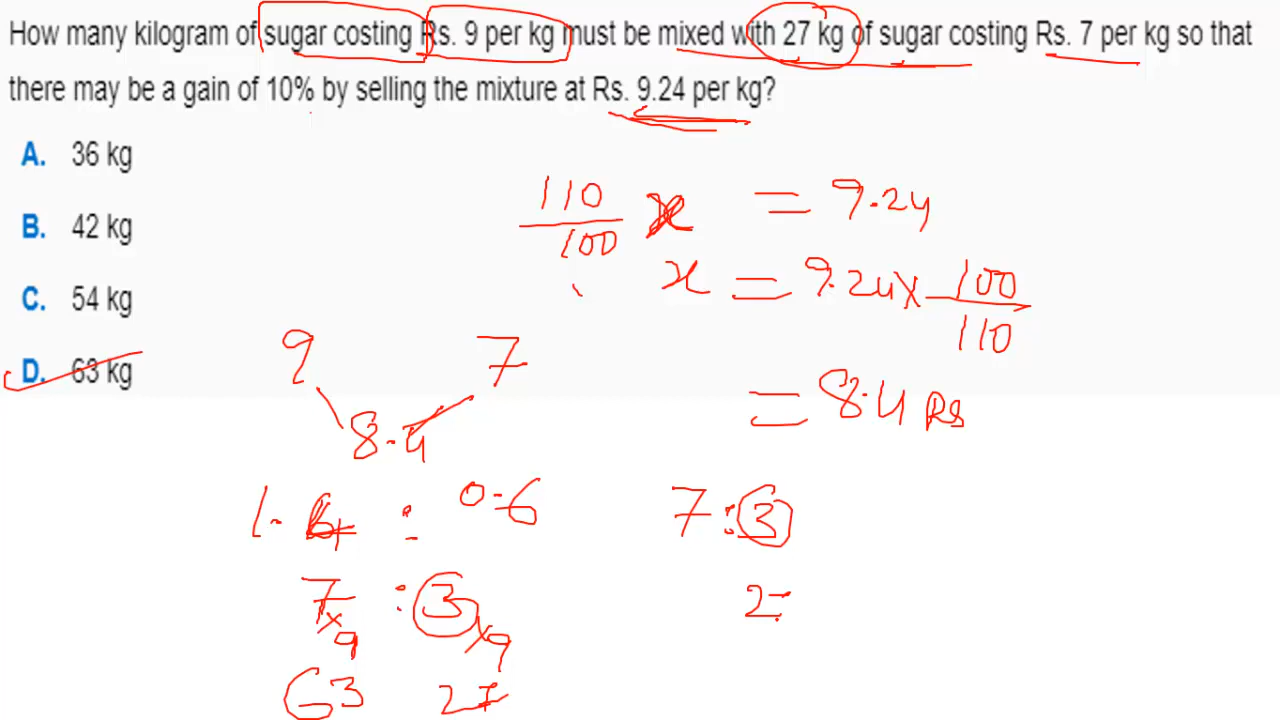 How many kilogram of sugar costing Rs. 9 per kg must be mixed with 27 kg of sugar costing Rs. 7 per kg so that
there may be a gain of 10% by selling the mixture at Rs. 9.24 per kg?
A. 36 kg
B. 42 kg
C. 54 kg
D. 63 kg
110/100 x = 9.24
x = 9.24 x 100/110
= 8.4 Rs
9 7
8.4
1.4 : 0.6
7 : 3
x9 x9
63 27
7 : 3
27